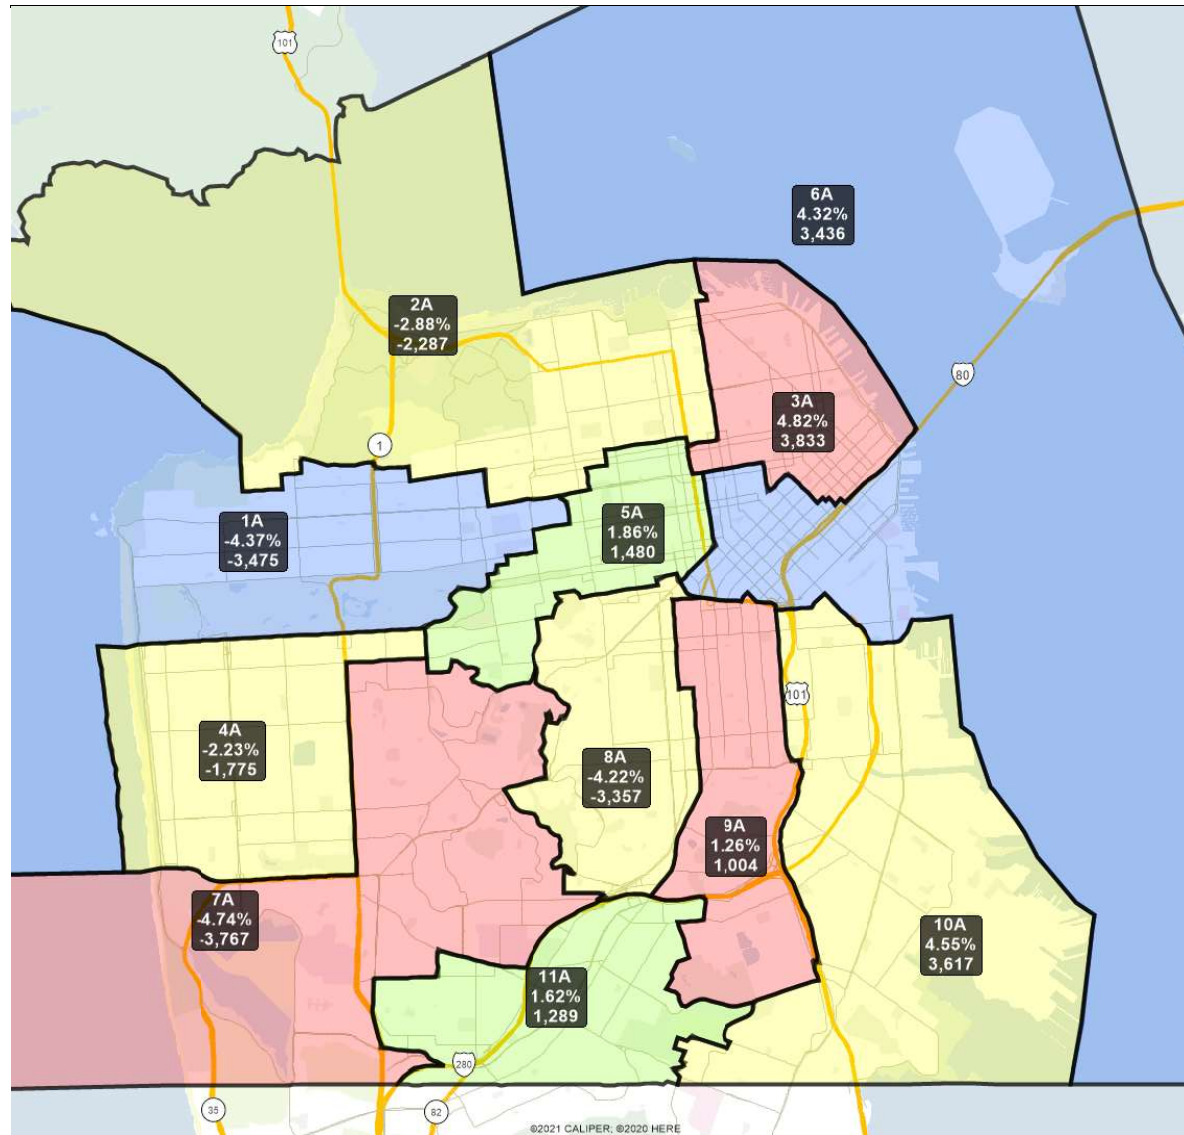 101
6A
4.32%
3,436
2A
-2.88%
-2,287
80
3A
4.82%
3,833
1
1A
-4.37%
-3,475
5A
1.86%
1,480
101
4A
-2.23%
-1,775
8A
-4.22%
-3,357
9A
1.26%
1,004
7A
-4.74%
-3,767
10A
4.55%
3,617
11A
1.62%
1,289
280
35
82
©2021 CALIPER; ©2020 HERE